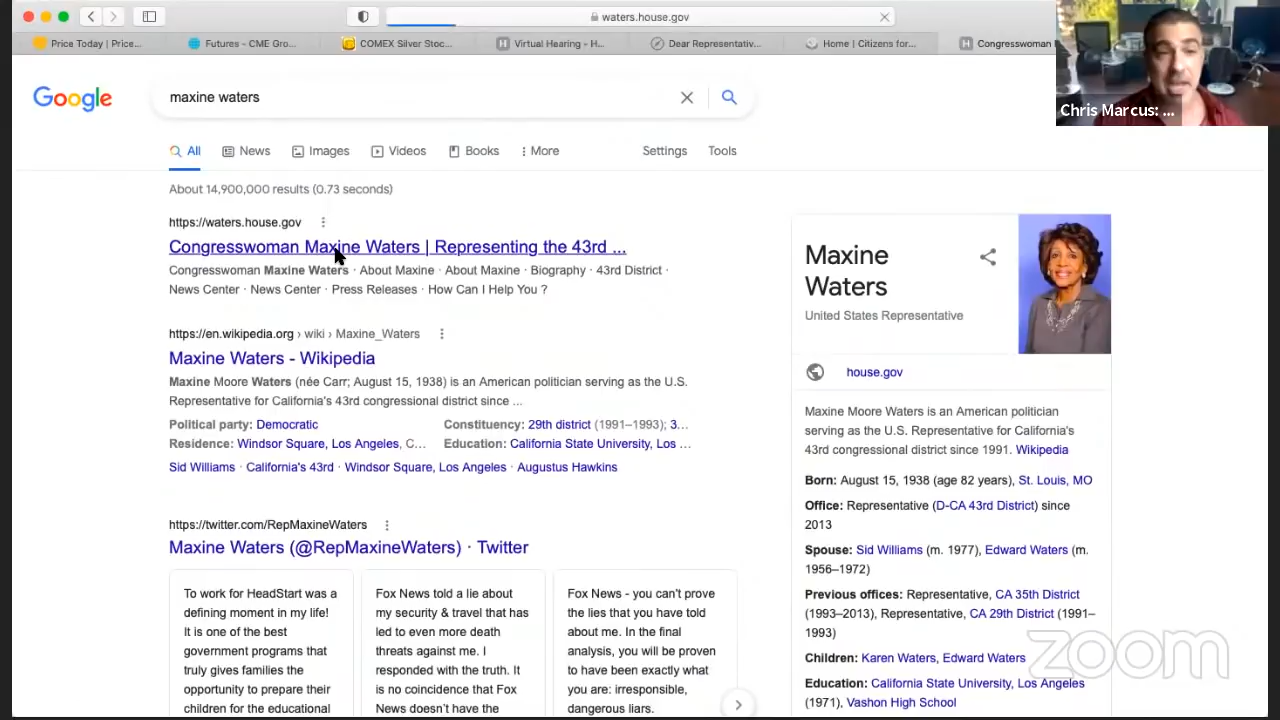 waters.house.gov
Price Today | Price...
Futures - CME Gro...
COMEX Silver Stoc...
Virtual Hearing - H...
Dear Representativ...
Home | Citizens for...
Congresswoman
Chris Marcus: ...
Google
maxine waters
All
News
Images
Videos
Books
More
Settings
Tools
About 14,900,000 results (0.73 seconds)
https://waters.house.gov
Congresswoman Maxine Waters | Representing the 43rd ...
Congresswoman Maxine Waters · About Maxine · About Maxine · Biography · 43rd District ·
News Center · News Center · Press Releases · How Can I Help You ?
https://en.wikipedia.org › wiki › Maxine_Waters
Maxine Waters - Wikipedia
Maxine Moore Waters (née Carr; August 15, 1938) is an American politician serving as the U.S.
Representative for California's 43rd congressional district since ...
Political party: Democratic
Constituency: 29th district (1991–1993); 3...
Residence: Windsor Square, Los Angeles, C...
Education: California State University, Los ...
Sid Williams · California's 43rd · Windsor Square, Los Angeles · Augustus Hawkins
https://twitter.com/RepMaxineWaters
Maxine Waters (@RepMaxineWaters) · Twitter
To work for HeadStart was a
defining moment in my life!
It is one of the best
government programs that
truly gives families the
opportunity to prepare their
children for the educational
Fox News told a lie about
my security & travel that has
led to even more death
threats against me. I
responded with the truth. It
is no coincidence that Fox
News doesn't have the
Fox News - you can't prove
the lies that you have told
about me. In the final
analysis, you will be proven
to have been exactly what
you are: irresponsible,
dangerous liars.
Maxine
Waters
United States Representative
house.gov
Maxine Moore Waters is an American politician
serving as the U.S. Representative for California's
43rd congressional district since 1991. Wikipedia
Born: August 15, 1938 (age 82 years), St. Louis, MO
Office: Representative (D-CA 43rd District) since
2013
Spouse: Sid Williams (m. 1977), Edward Waters (m.
1956–1972)
Previous offices: Representative, CA 35th District
(1993–2013), Representative, CA 29th District (1991–
1993)
Children: Karen Waters, Edward Waters
Education: California State University, Los Angeles
(1971), Vashon High School
zoom